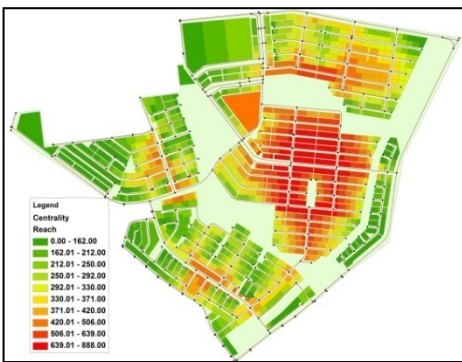 Legend
Centrality
Reach
0.00 - 162.00
162.01 - 212.00
212.01 - 250.00
250.01 - 292.00
292.01 - 330.00
330.01 - 371.00
371.01 - 420.00
420.01 - 506.00
506.01 - 639.00
639.01 - 888.00